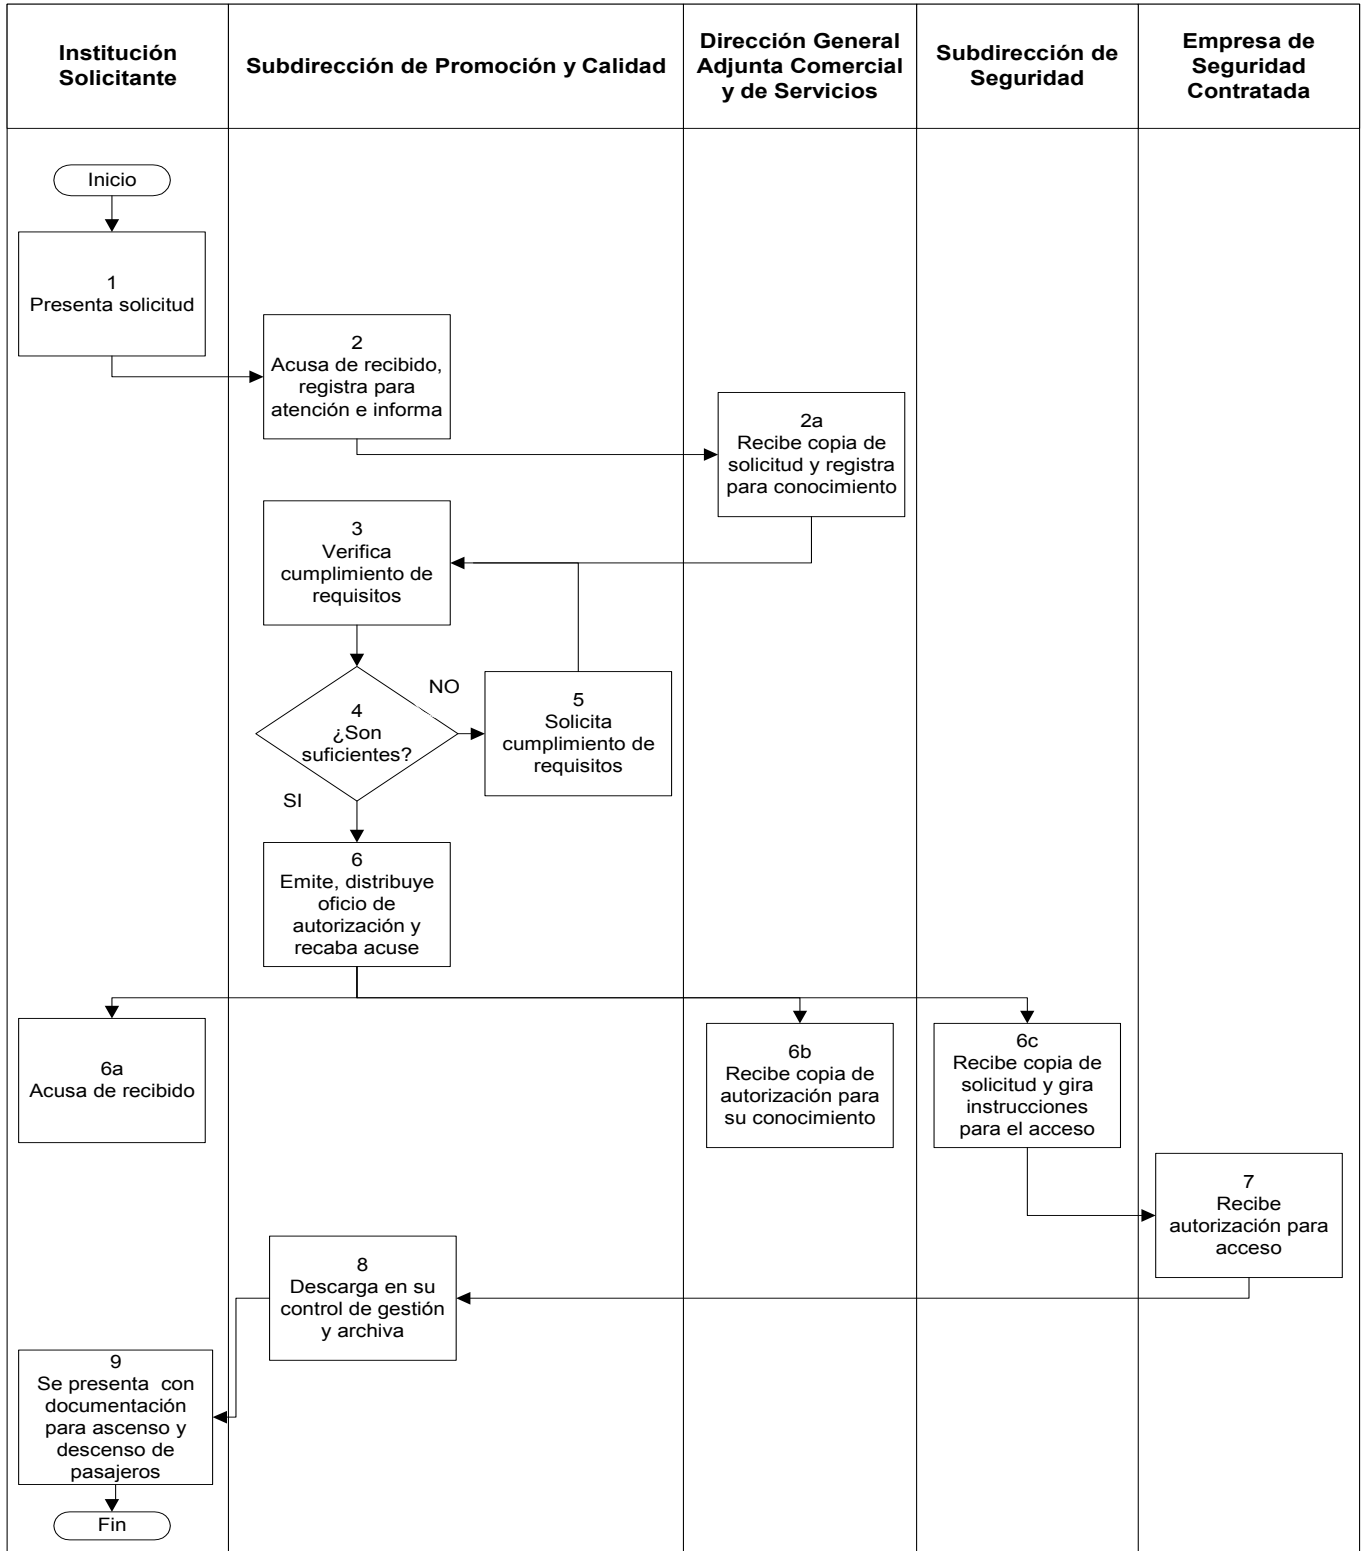 Institución
Solicitante
Subdirección de Promoción y Calidad
Dirección General
Adjunta Comercial
y de Servicios
Subdirección de
Seguridad
Empresa de
Seguridad
Contratada
Inicio
1
Presenta solicitud
2
Acusa de recibido,
registra para
atención e informa
2a
Recibe copia de
solicitud y registra
para conocimiento
3
Verifica
cumplimiento de
requisitos
4
¿Son
suficientes?
NO
5
Solicita
cumplimiento de
requisitos
SI
6
Emite, distribuye
oficio de
autorización y
recaba acuse
6a
Acusa de recibido
6b
Recibe copia de
autorización para
su conocimiento
6c
Recibe copia de
solicitud y gira
instrucciones
para el acceso
7
Recibe
autorización para
acceso
8
Descarga en su
control de gestión
y archiva
9
Se presenta con
documentación
para ascenso y
descenso de
pasajeros
Fin